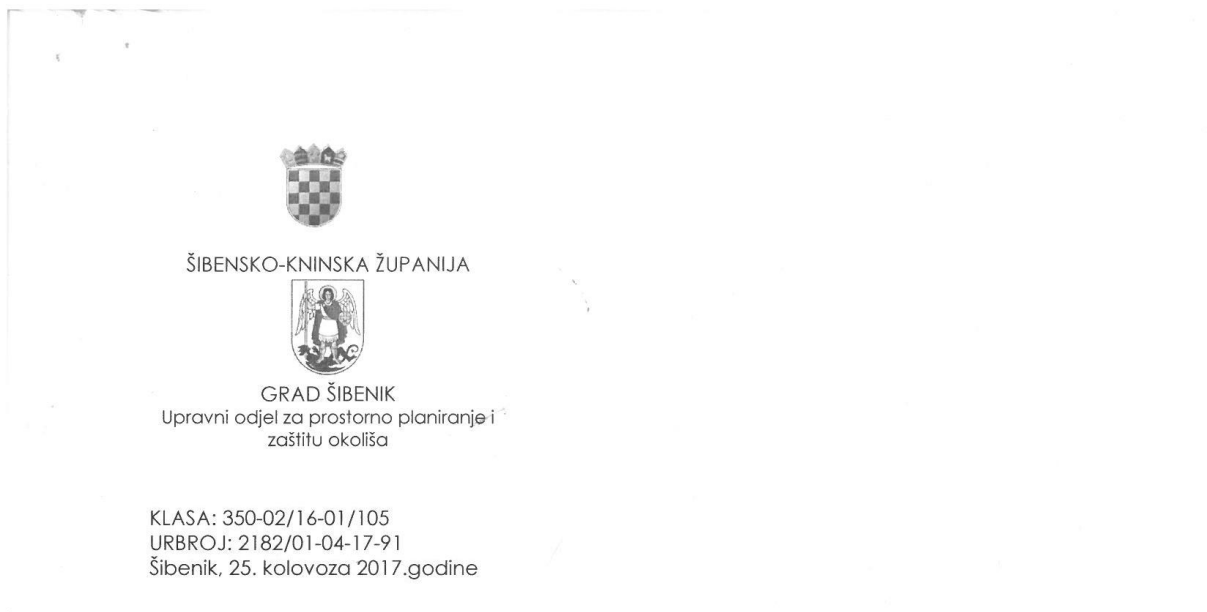 ŠIBENSKO-KNINSKA ŽUPANIJA
GRAD ŠIBENIK
Upravni odjel za prostorno planiranje i
zaštitu okoliša
KLASA: 350-02/16-01/105
URBROJ: 2182/01-04-17-91
Šibenik, 25. kolovoza 2017.godine